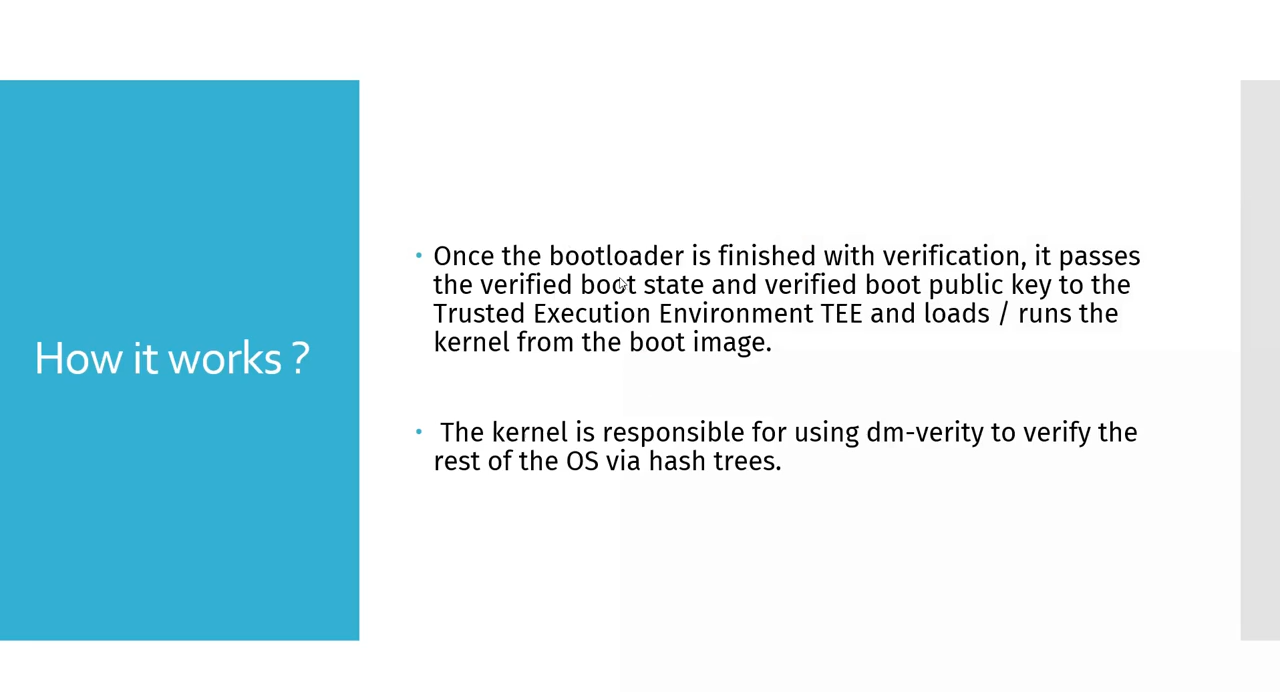 How it works ?
• Once the bootloader is finished with verification, it passes
the verified boot state and verified boot public key to the
Trusted Execution Environment TEE and loads / runs the
kernel from the boot image.
• The kernel is responsible for using dm-verity to verify the
rest of the OS via hash trees.